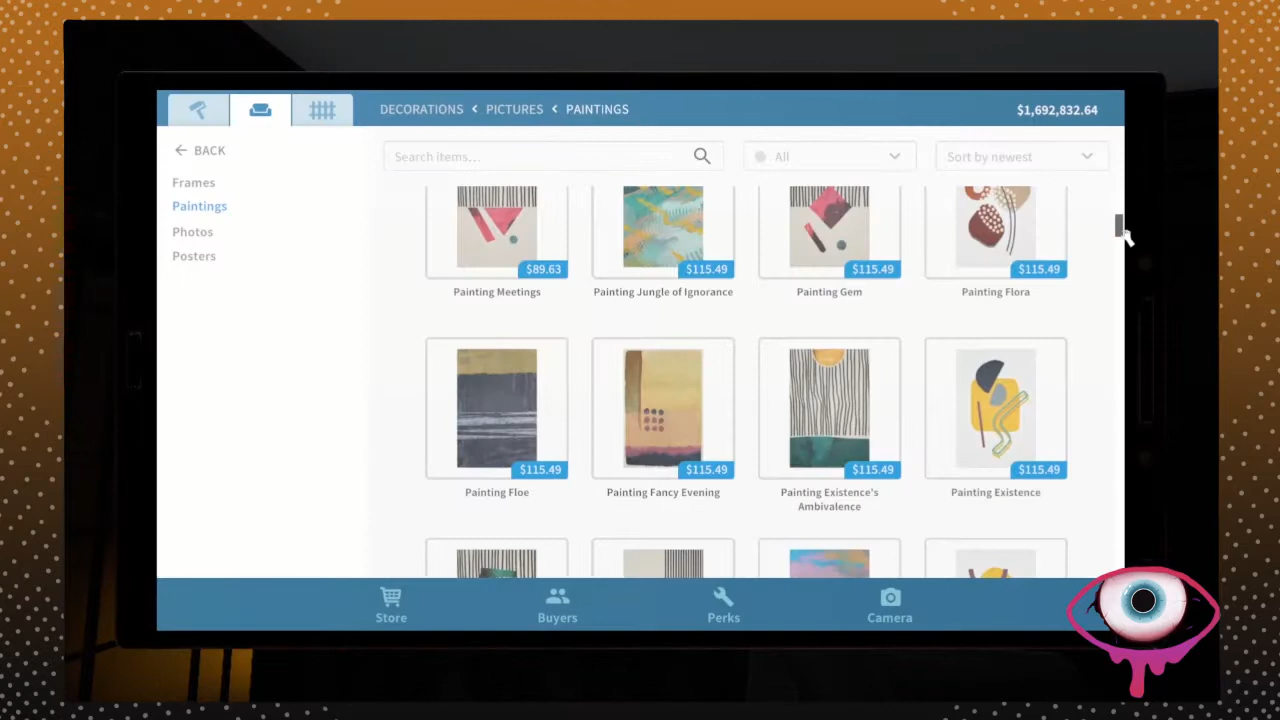 DECORATIONS < PICTURES < PAINTINGS
$1,692,832.64
BACK
Search items...
All
Sort by newest
Frames
Paintings
Photos
Posters
$89.63
$115.49
$115.49
$115.49
Painting Meetings
Painting Jungle of Ignorance
Painting Gem
Painting Flora
$115.49
$115.49
$115.49
$115.49
Painting Floe
Painting Fancy Evening
Painting Existence's
Ambivalence
Painting Existence
Store
Buyers
Perks
Camera